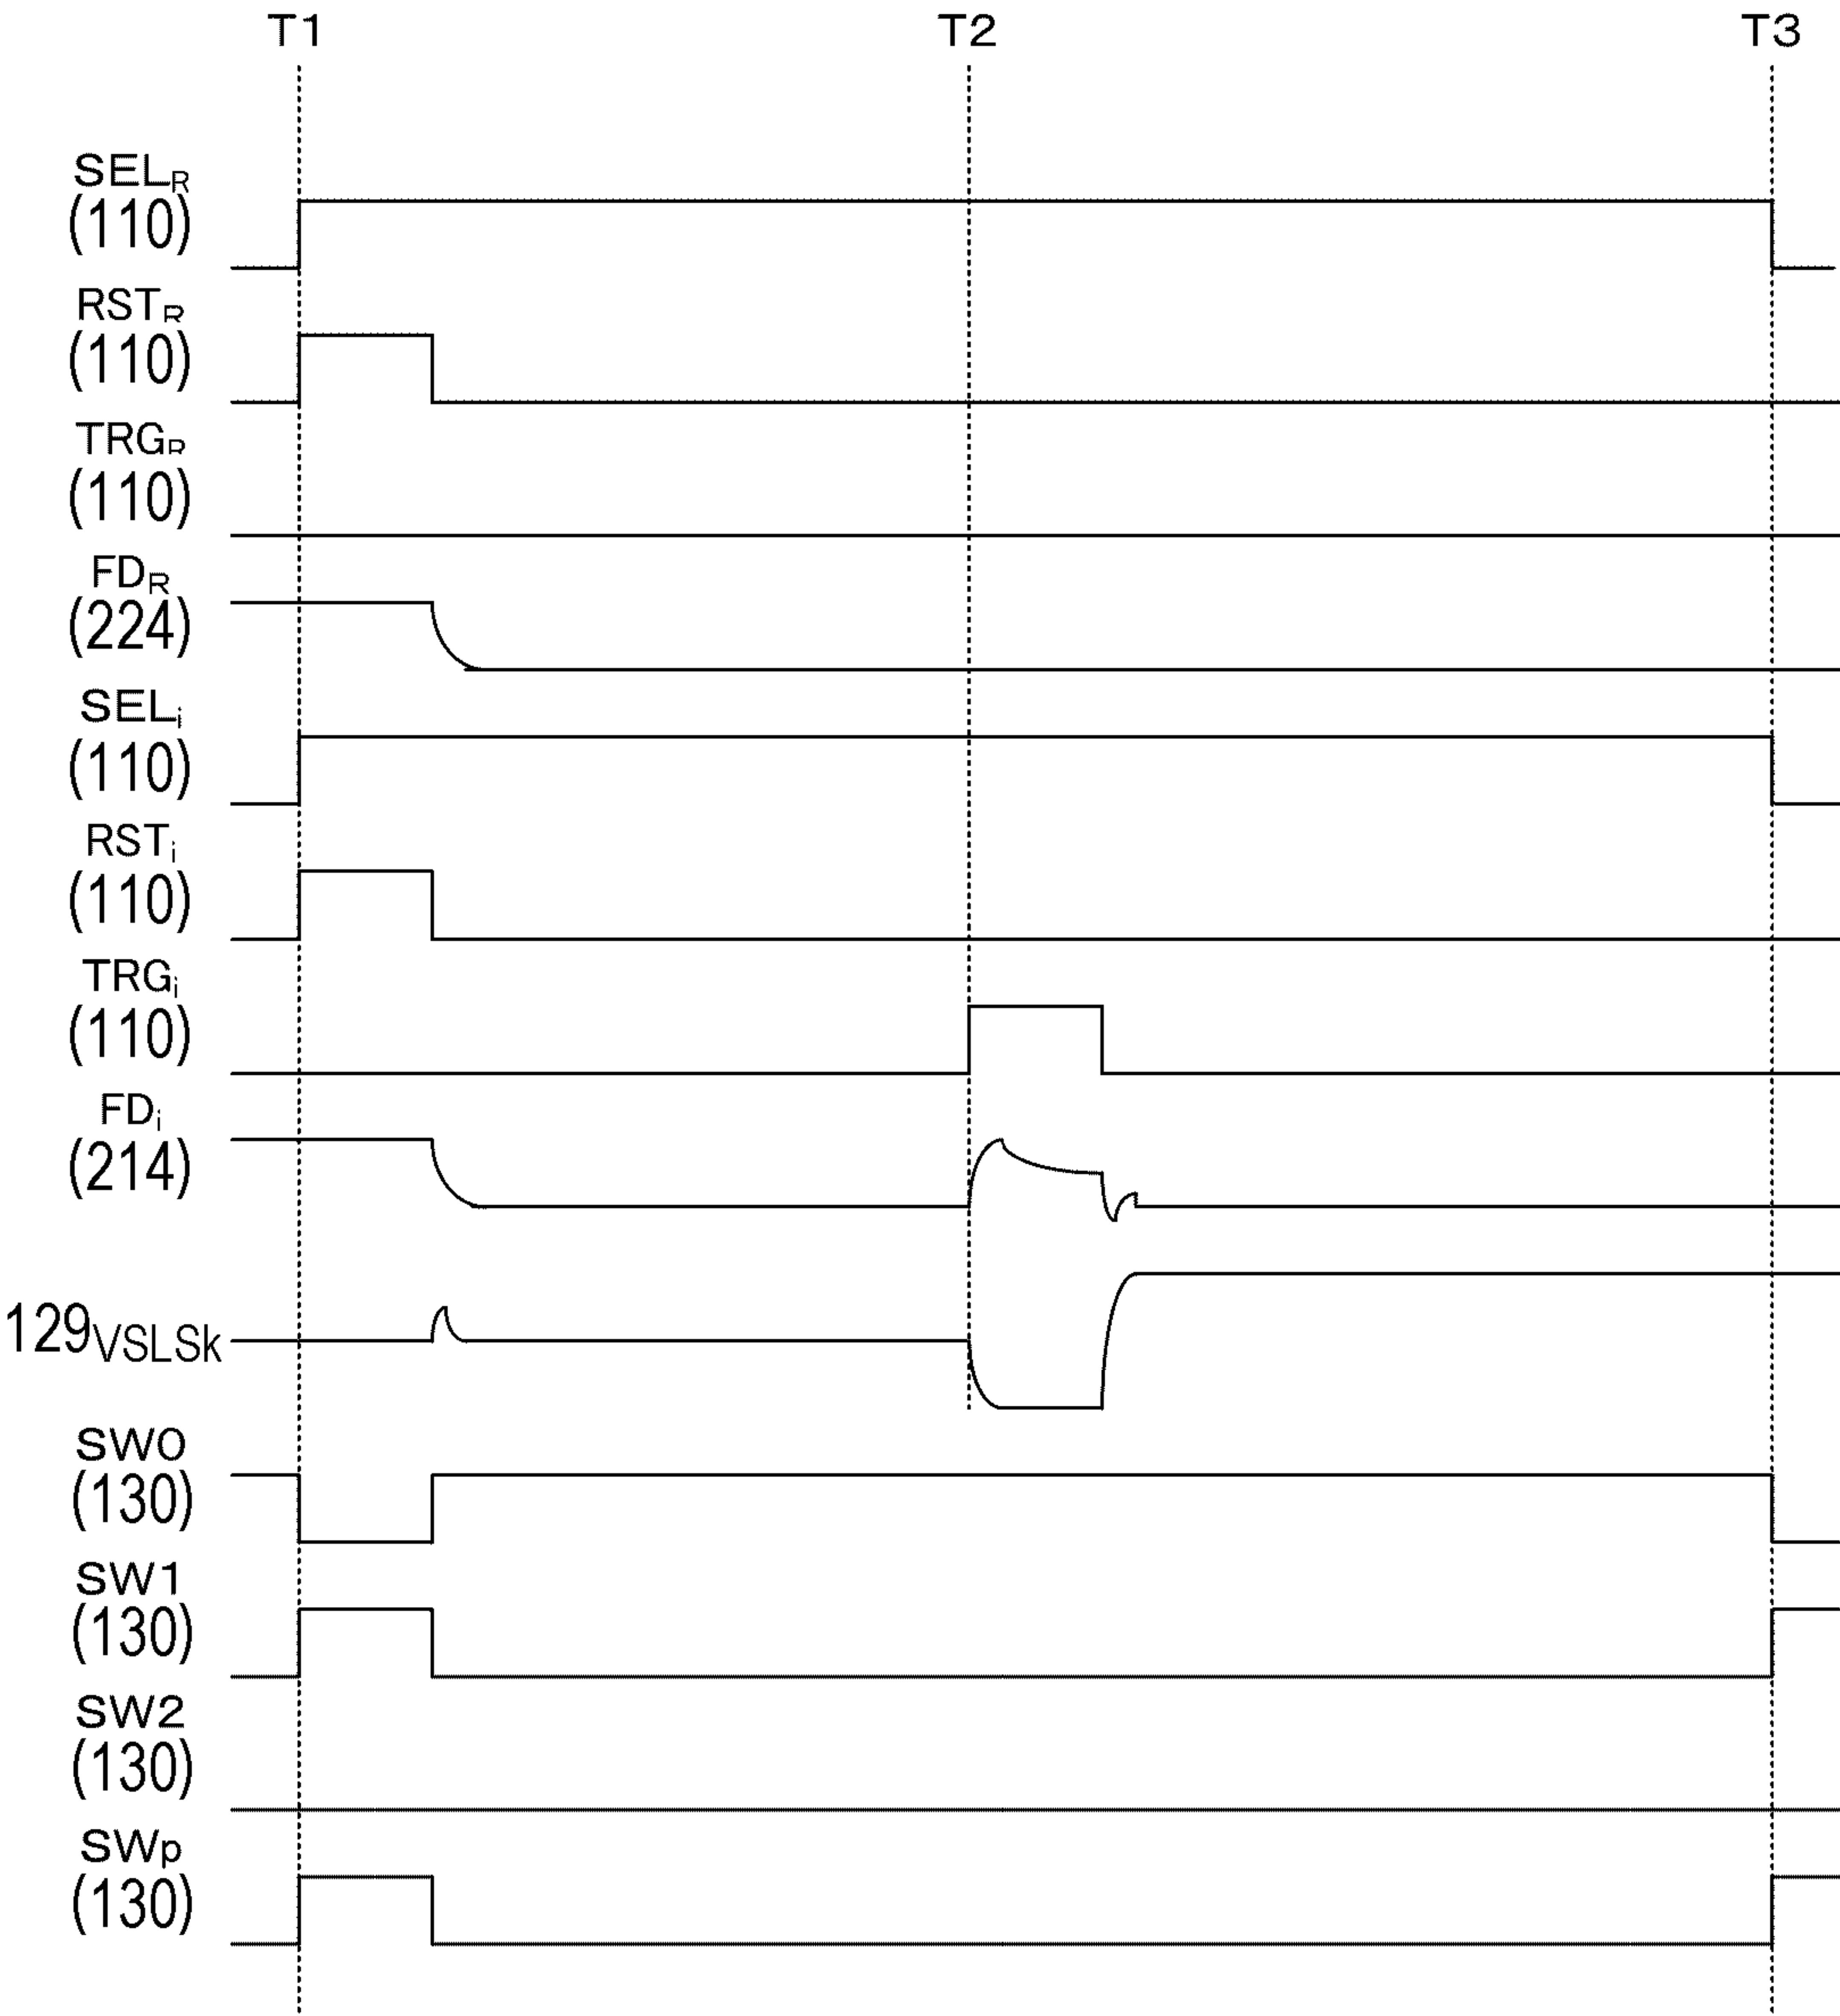 T1 T2 T3
SELR
(110)
RSTR
(110)
TRGR
(110)
FDR
(224)
SELi
(110)
RSTi
(110)
TRGi
(110)
FDi
(214)
129VSLSk
SW0
(130)
SW1
(130)
SW2
(130)
SWp
(130)